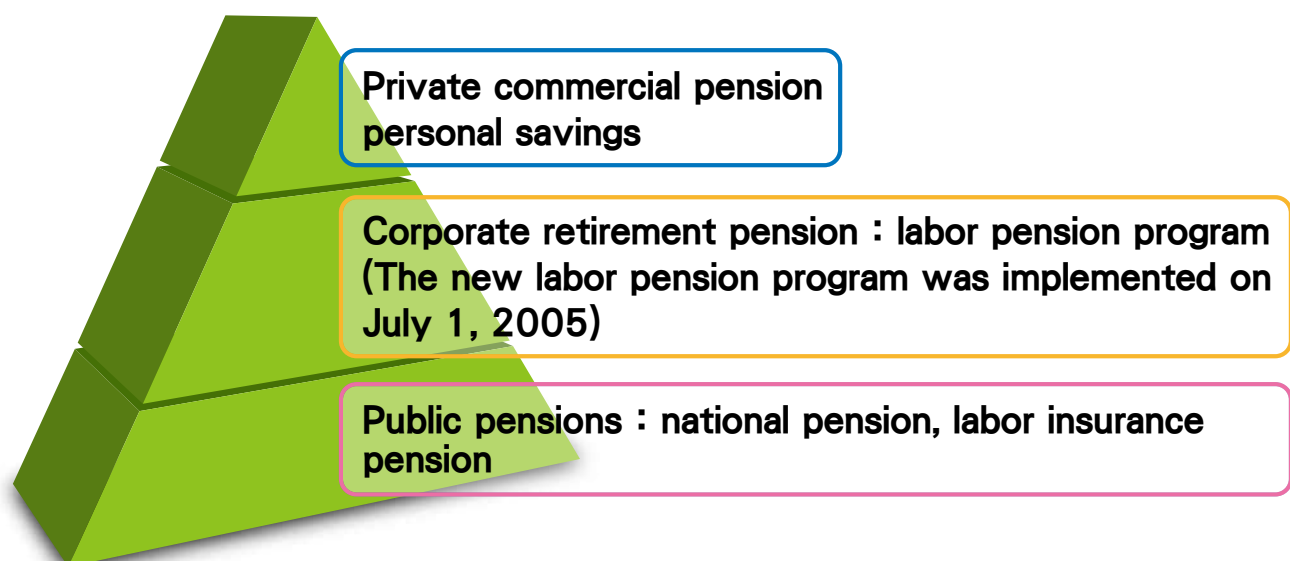 Private commercial pension
personal savings
Corporate retirement pension：labor pension program
(The new labor pension program was implemented on
July 1, 2005)
Public pensions：national pension, labor insurance
pension